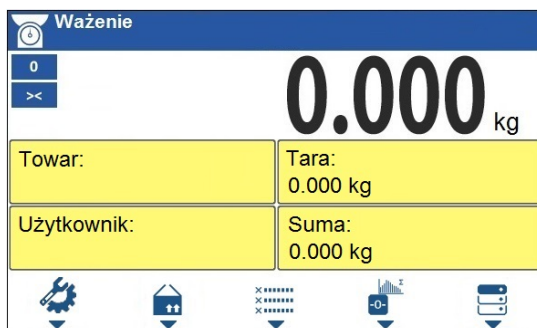 Ważenie
0
><
0.000 kg
Towar:
Tara:
0.000 kg
Użytkownik:
Suma:
0.000 kg
-0-
Σ